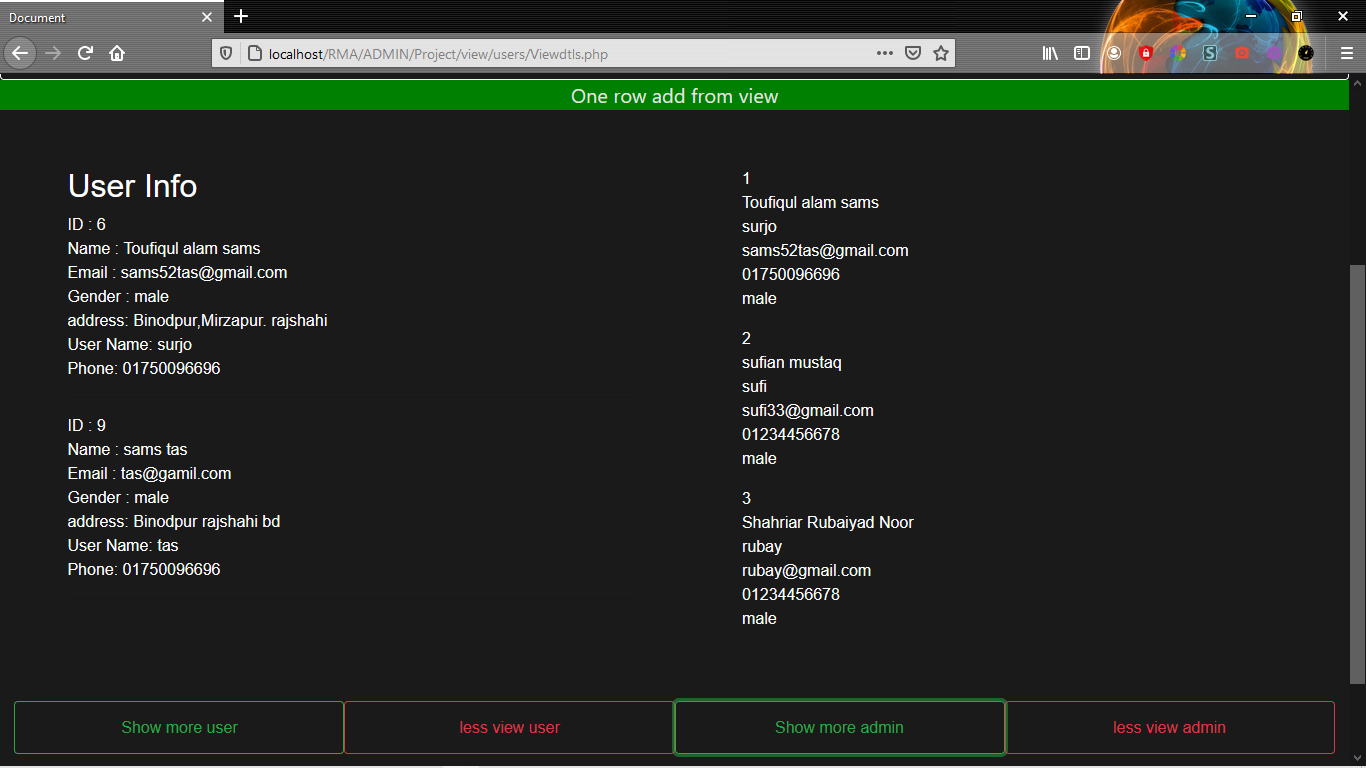 Document
localhost/RMA/ADMIN/Project/view/users/Viewdtls.php
One row add from view
User Info
ID : 6
Name : Toufiqul alam sams
Email : sams52tas@gmail.com
Gender : male
address: Binodpur,Mirzapur. rajshahi
User Name: surjo
Phone: 01750096696
ID : 9
Name : sams tas
Email : tas@gamil.com
Gender : male
address: Binodpur rajshahi bd
User Name: tas
Phone: 01750096696
1
Toufiqul alam sams
surjo
sams52tas@gmail.com
01750096696
male
2
sufian mustaq
sufi
sufi33@gmail.com
01234456678
male
3
Shahriar Rubaiyad Noor
rubay
rubay@gmail.com
01234456678
male
Show more user
less view user
Show more admin
less view admin